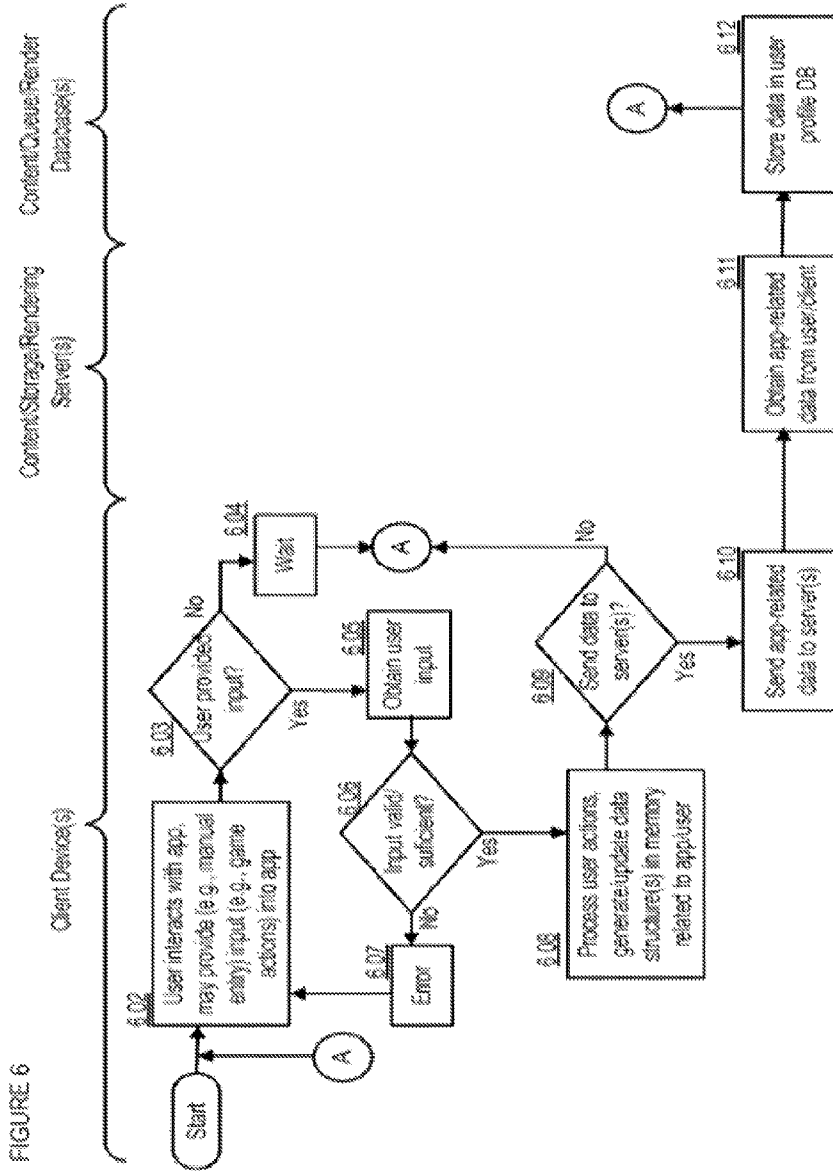 FIGURE 6
Client Device(s)
Content/Storage/Rendering
Server(s)
Content/Queue/Render
Database(s)
Start
A
6.02
User interacts with app,
may provide (e.g., manual
entry) input (e.g., game
actions) into app
6.03
User provided
input?
No
Yes
6.04
Wait
A
6.05
Obtain user
input
6.06
Input valid/
sufficient?
No
Yes
6.07
Error
6.08
Process user actions,
generate/update data
structure(s) in memory
related to app/user
6.09
Send data to
server(s)?
No
Yes
6.10
Send app-related
data to server(s)
6.11
Obtain app-related
data from user/client
6.12
Store data in user
profile DB
A